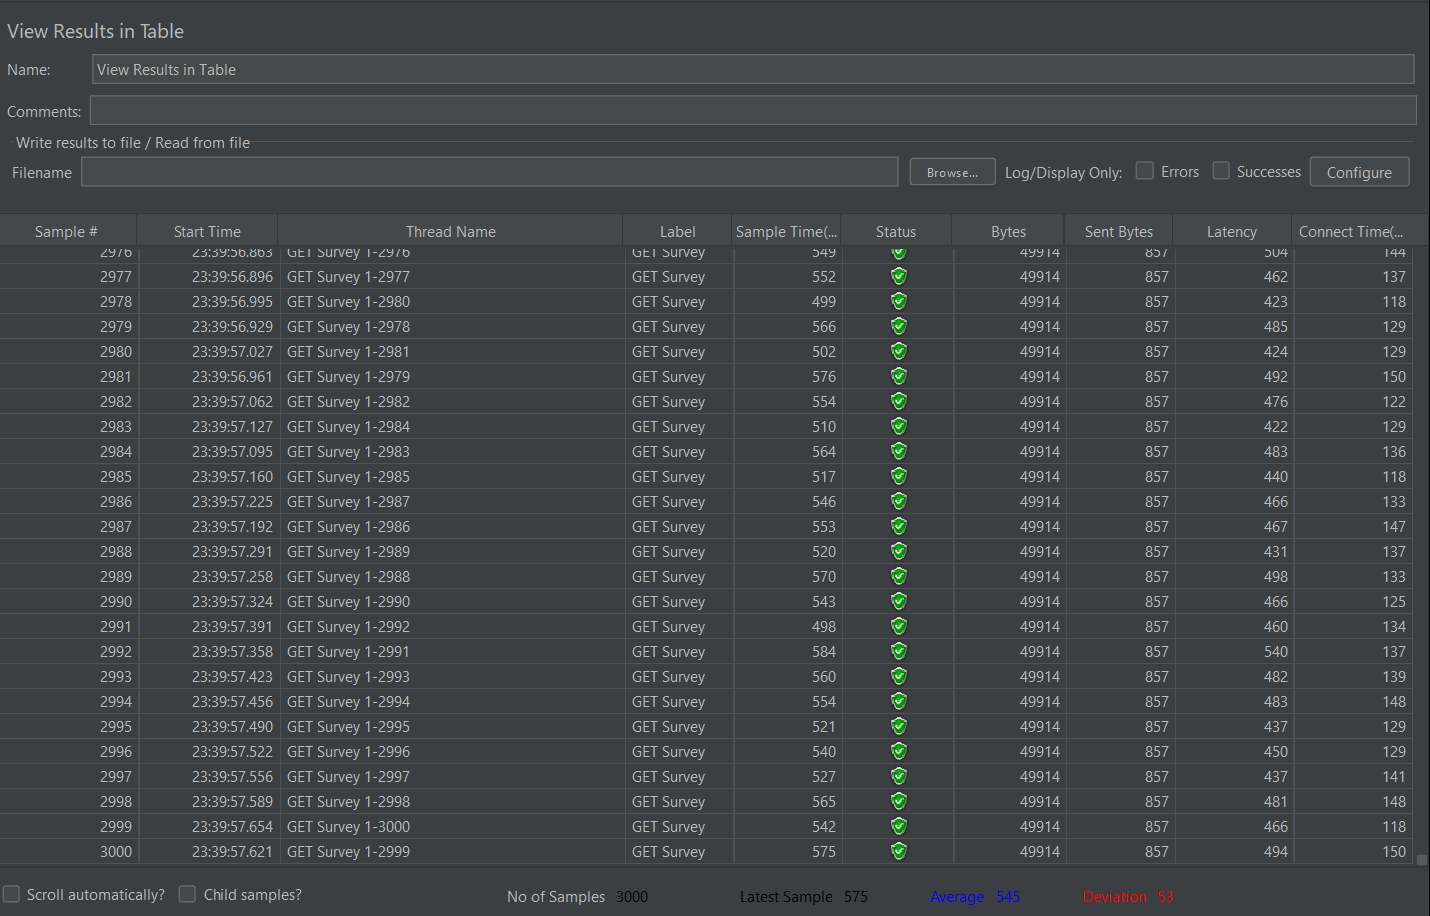 View Results in Table
Name: View Results in Table
Comments:
Write results to file / Read from file
Filename Browse... Log/Display Only: Errors Successes Configure
Sample # Start Time Thread Name Label Sample Time(... Status Bytes Sent Bytes Latency Connect Time(...
2976 23:39:56.863 GET Survey 1-2976 GET Survey 549 49914 857 504 144
2977 23:39:56.896 GET Survey 1-2977 GET Survey 552 49914 857 462 137
2978 23:39:56.995 GET Survey 1-2980 GET Survey 499 49914 857 423 118
2979 23:39:56.929 GET Survey 1-2978 GET Survey 566 49914 857 485 129
2980 23:39:57.027 GET Survey 1-2981 GET Survey 502 49914 857 424 129
2981 23:39:56.961 GET Survey 1-2979 GET Survey 576 49914 857 492 150
2982 23:39:57.062 GET Survey 1-2982 GET Survey 554 49914 857 476 122
2983 23:39:57.127 GET Survey 1-2984 GET Survey 510 49914 857 422 129
2984 23:39:57.095 GET Survey 1-2983 GET Survey 564 49914 857 483 136
2985 23:39:57.160 GET Survey 1-2985 GET Survey 517 49914 857 440 118
2986 23:39:57.225 GET Survey 1-2987 GET Survey 546 49914 857 466 133
2987 23:39:57.192 GET Survey 1-2986 GET Survey 553 49914 857 467 147
2988 23:39:57.291 GET Survey 1-2989 GET Survey 520 49914 857 431 137
2989 23:39:57.258 GET Survey 1-2988 GET Survey 570 49914 857 498 133
2990 23:39:57.324 GET Survey 1-2990 GET Survey 543 49914 857 466 125
2991 23:39:57.391 GET Survey 1-2992 GET Survey 498 49914 857 460 134
2992 23:39:57.358 GET Survey 1-2991 GET Survey 584 49914 857 540 137
2993 23:39:57.423 GET Survey 1-2993 GET Survey 560 49914 857 482 139
2994 23:39:57.456 GET Survey 1-2994 GET Survey 554 49914 857 483 148
2995 23:39:57.490 GET Survey 1-2995 GET Survey 521 49914 857 437 129
2996 23:39:57.522 GET Survey 1-2996 GET Survey 540 49914 857 450 129
2997 23:39:57.556 GET Survey 1-2997 GET Survey 527 49914 857 437 141
2998 23:39:57.589 GET Survey 1-2998 GET Survey 565 49914 857 481 148
2999 23:39:57.654 GET Survey 1-3000 GET Survey 542 49914 857 466 118
3000 23:39:57.621 GET Survey 1-2999 GET Survey 575 49914 857 494 150
Scroll automatically? Child samples? No of Samples 3000 Latest Sample 575 Average 545 Deviation 53